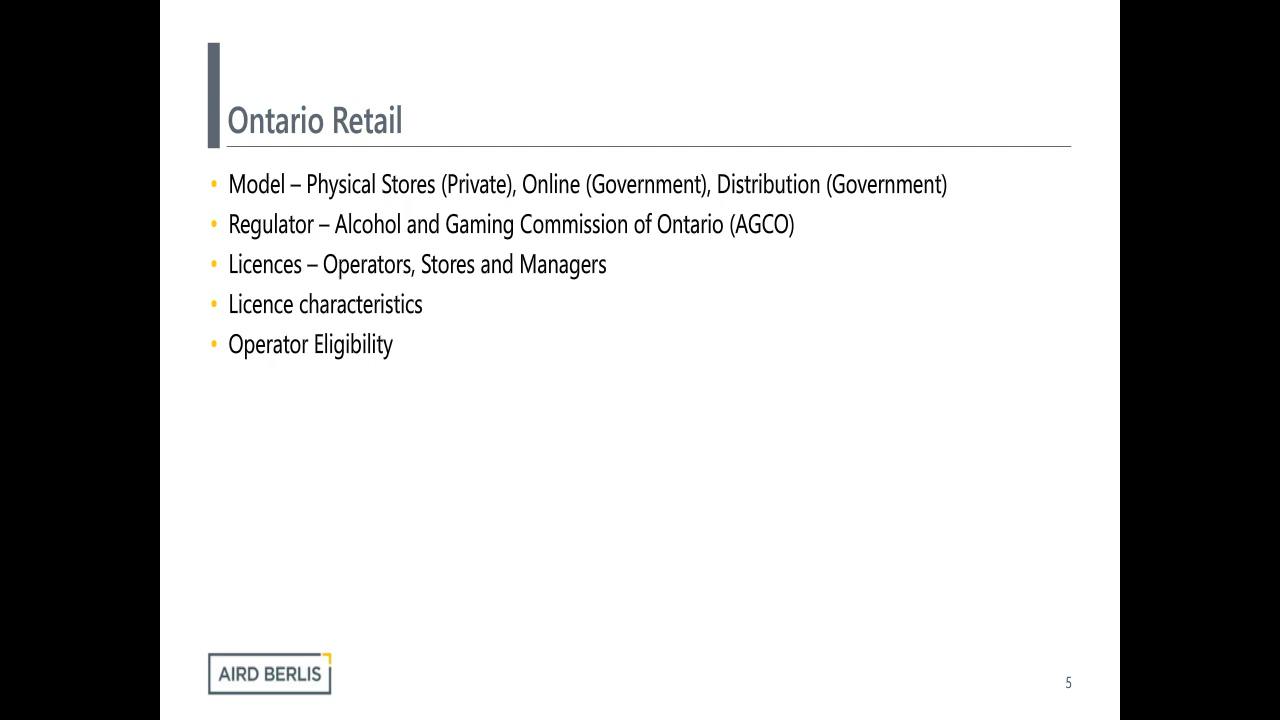 Ontario Retail
• Model – Physical Stores (Private), Online (Government), Distribution (Government)
• Regulator – Alcohol and Gaming Commission of Ontario (AGCO)
• Licences – Operators, Stores and Managers
• Licence characteristics
• Operator Eligibility
AIRD BERLIS
5